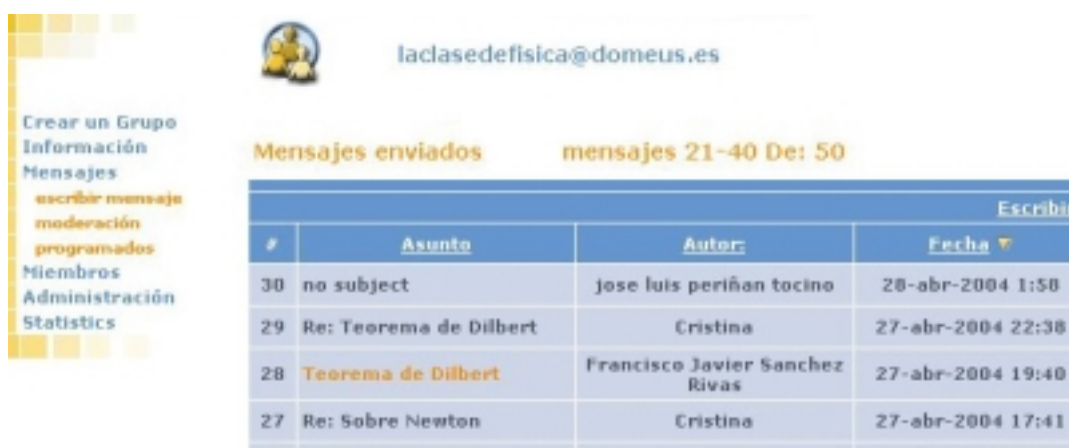 laclasedefisica@domeus.es
Crear un Grupo
Información
Mensajes
escribir mensaje
moderación
programados
Miembros
Administración
Statistics
Mensajes enviados mensajes 21-40 De: 50
Escribir
# Asunto Autor: Fecha
30 no subject jose luis periñan tocino 28-abr-2004 1:58
29 Re: Teorema de Dilbert Cristina 27-abr-2004 22:38
28 Teorema de Dilbert Francisco Javier Sanchez Rivas 27-abr-2004 19:40
27 Re: Sobre Newton Cristina 27-abr-2004 17:41